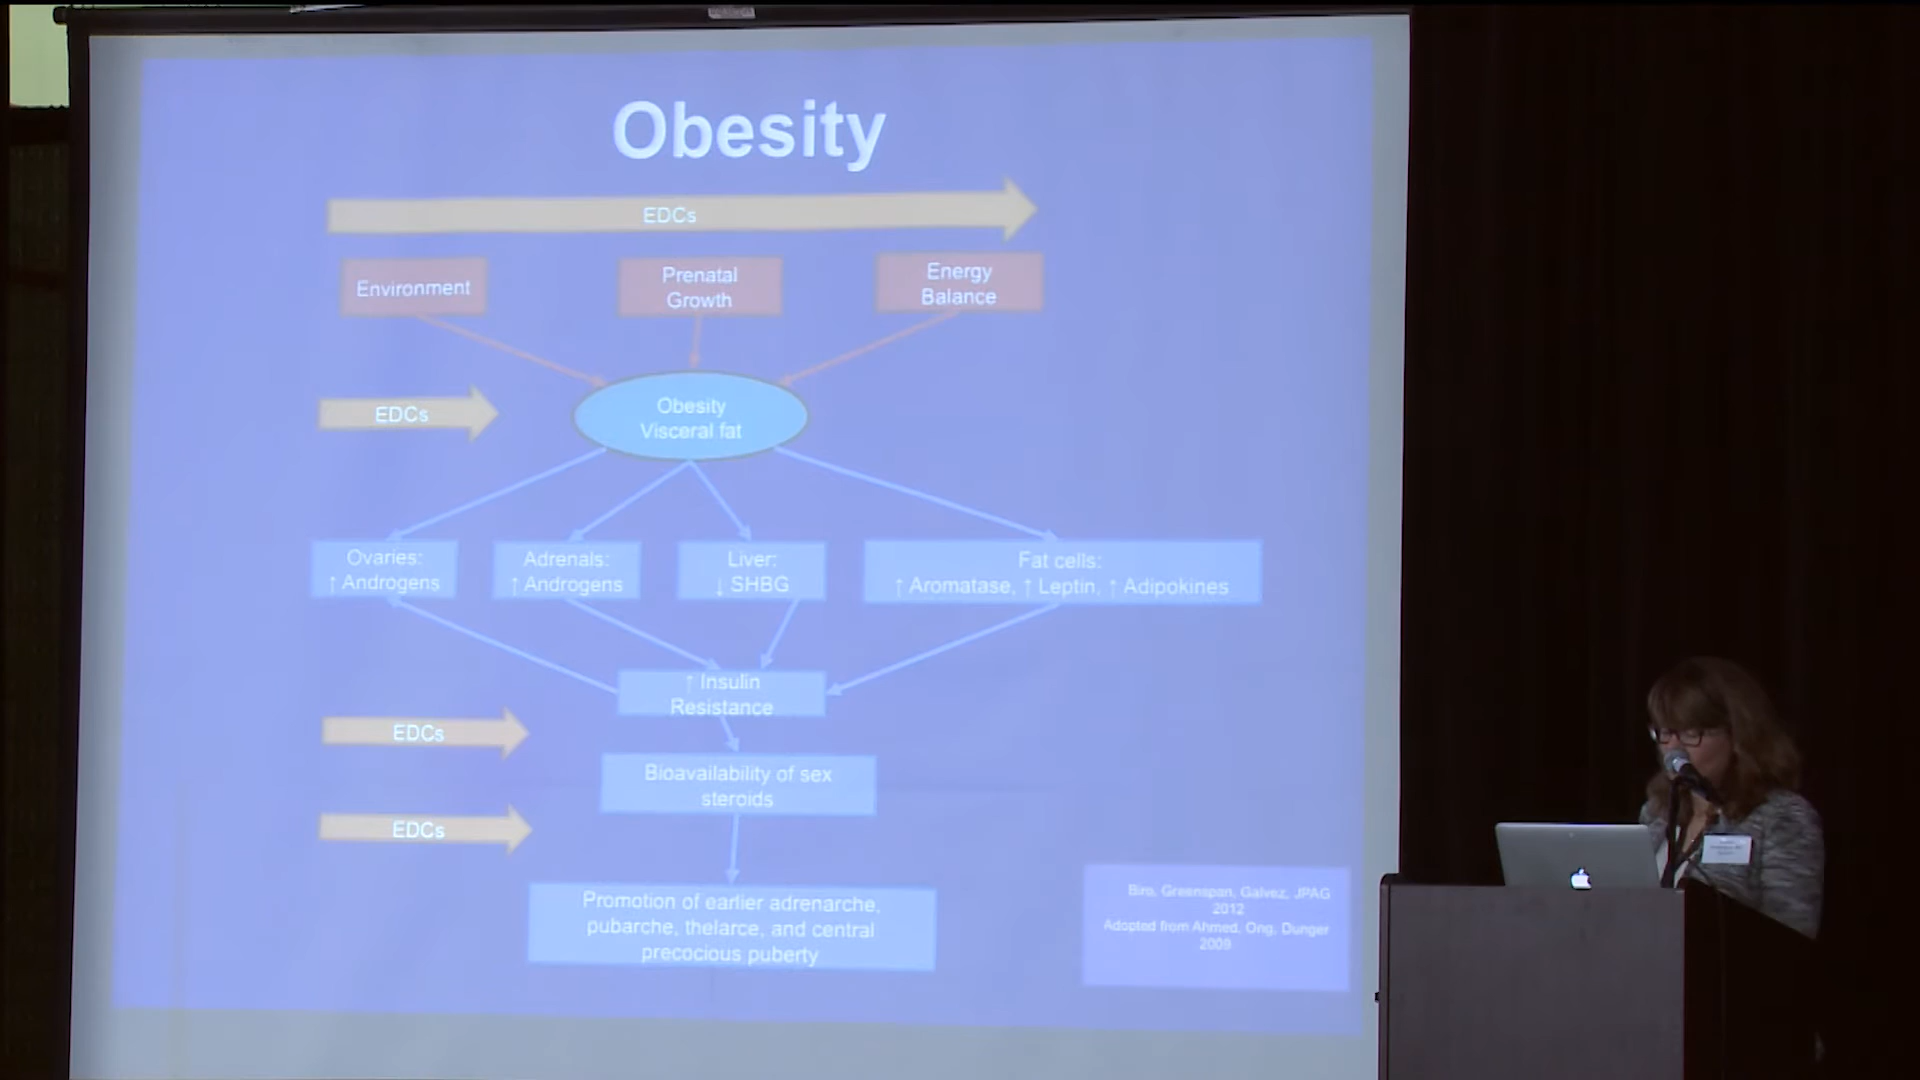 Obesity
EDCs
Environment
Prenatal
Growth
Energy
Balance
EDCs
Obesity
Visceral fat
Ovaries:
↑ Androgens
Adrenals:
↑ Androgens
Liver:
↓ SHBG
Fat cells:
↑ Aromatase, ↑ Leptin, ↑ Adipokines
↑ Insulin
Resistance
EDCs
Bioavailability of sex
steroids
EDCs
Promotion of earlier adrenarche,
pubarche, thelarce, and central
precocious puberty
Biro, Greenspan, Galvez, JPAG
2012
Adopted from Ahmed, Ong, Dunger
2009